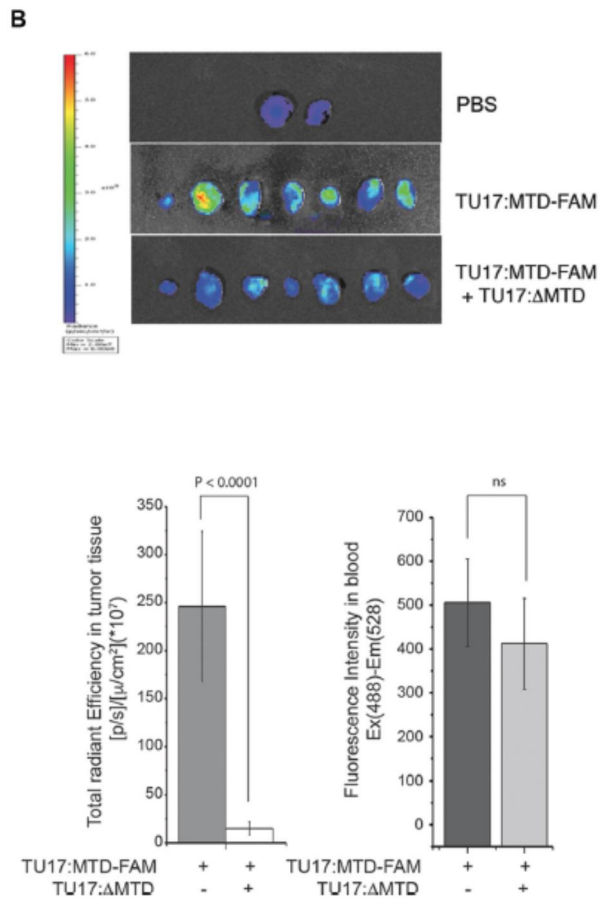 B
PBS
TU17:MTD-FAM
TU17:MTD-FAM
+ TU17:ΔMTD
P < 0.0001
350
300
250
200
150
100
50
0
Total radiant Efficiency in tumor tissue
[p/s]/[μ/cm²](*10⁷)
ns
700
600
500
400
300
200
100
0
Fluorescence Intensity in blood
Ex(488)-Em(528)
TU17:MTD-FAM + +
TU17:ΔMTD - +
TU17:MTD-FAM + +
TU17:ΔMTD - +